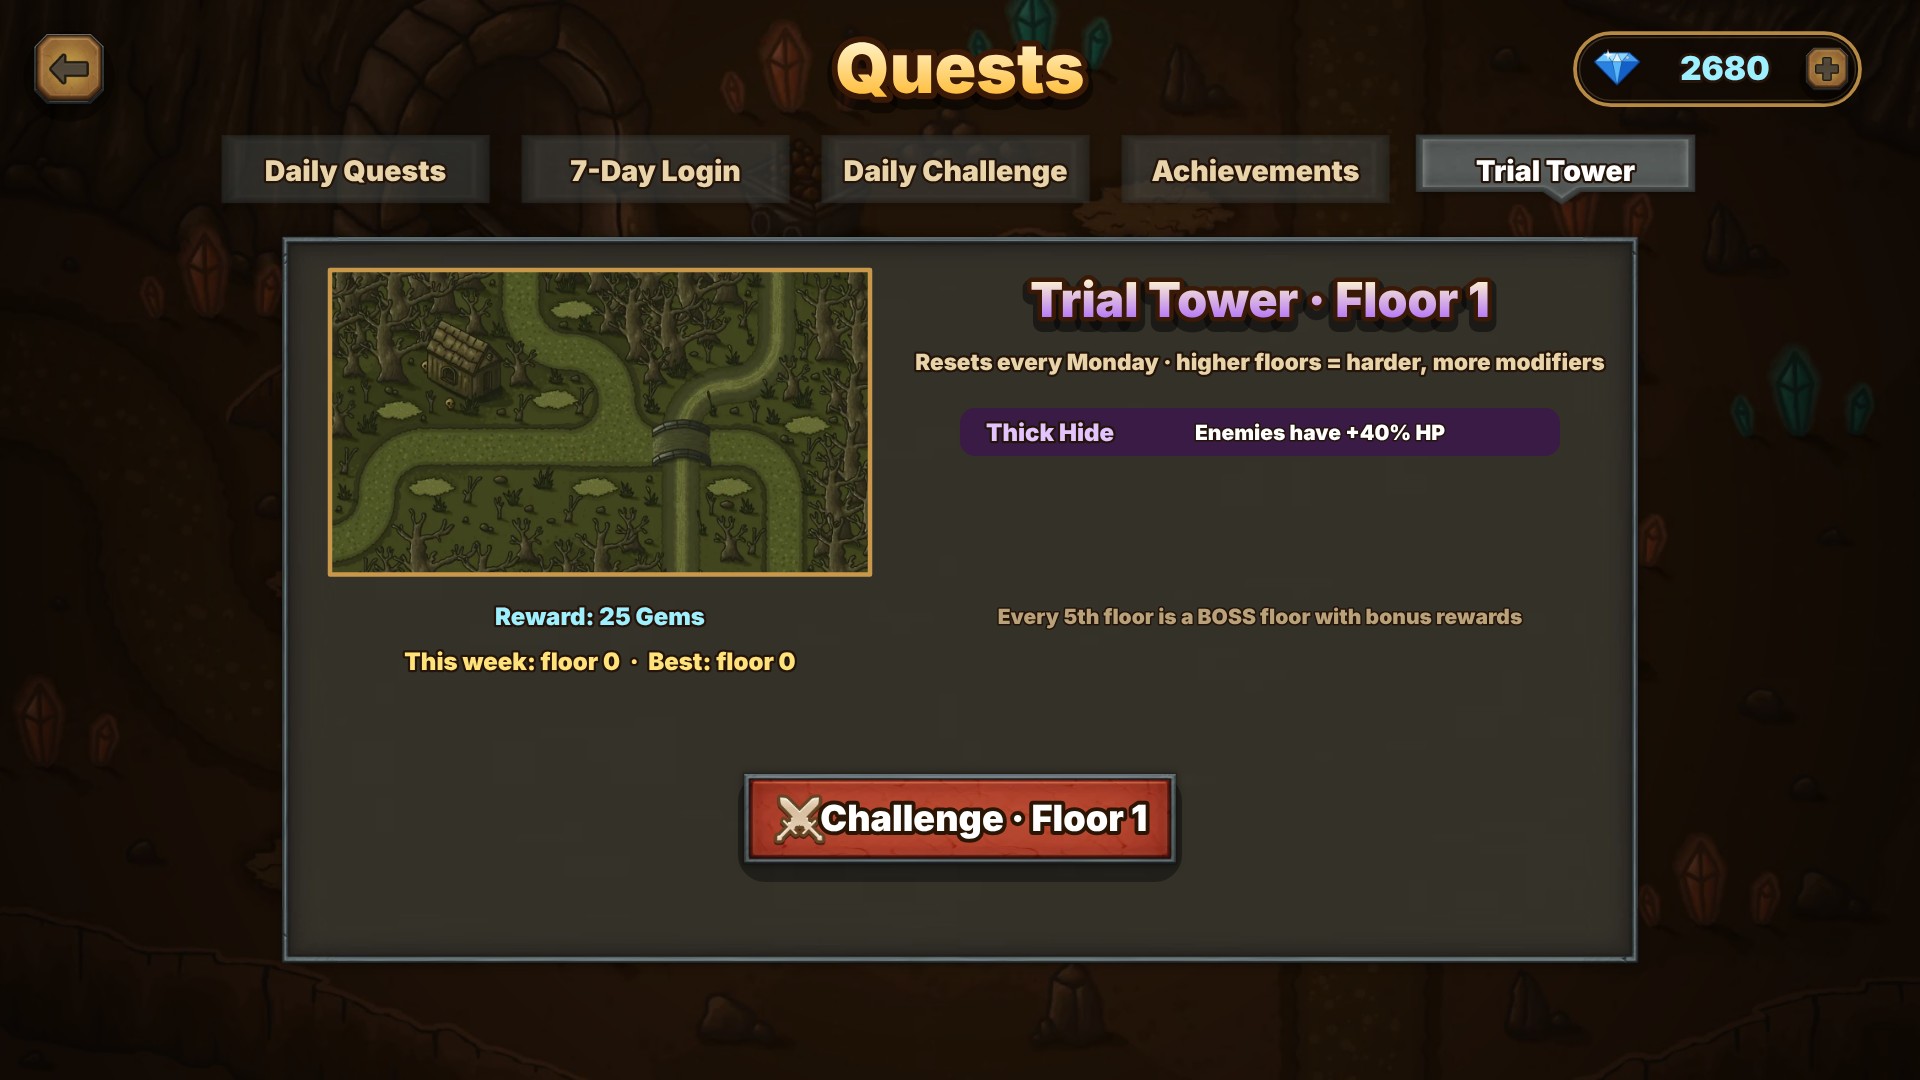 Quests
2680
Daily Quests
7-Day Login
Daily Challenge
Achievements
Trial Tower
Trial Tower · Floor 1
Resets every Monday · higher floors = harder, more modifiers
Thick Hide
Enemies have +40% HP
Reward: 25 Gems
This week: floor 0 · Best: floor 0
Every 5th floor is a BOSS floor with bonus rewards
Challenge · Floor 1